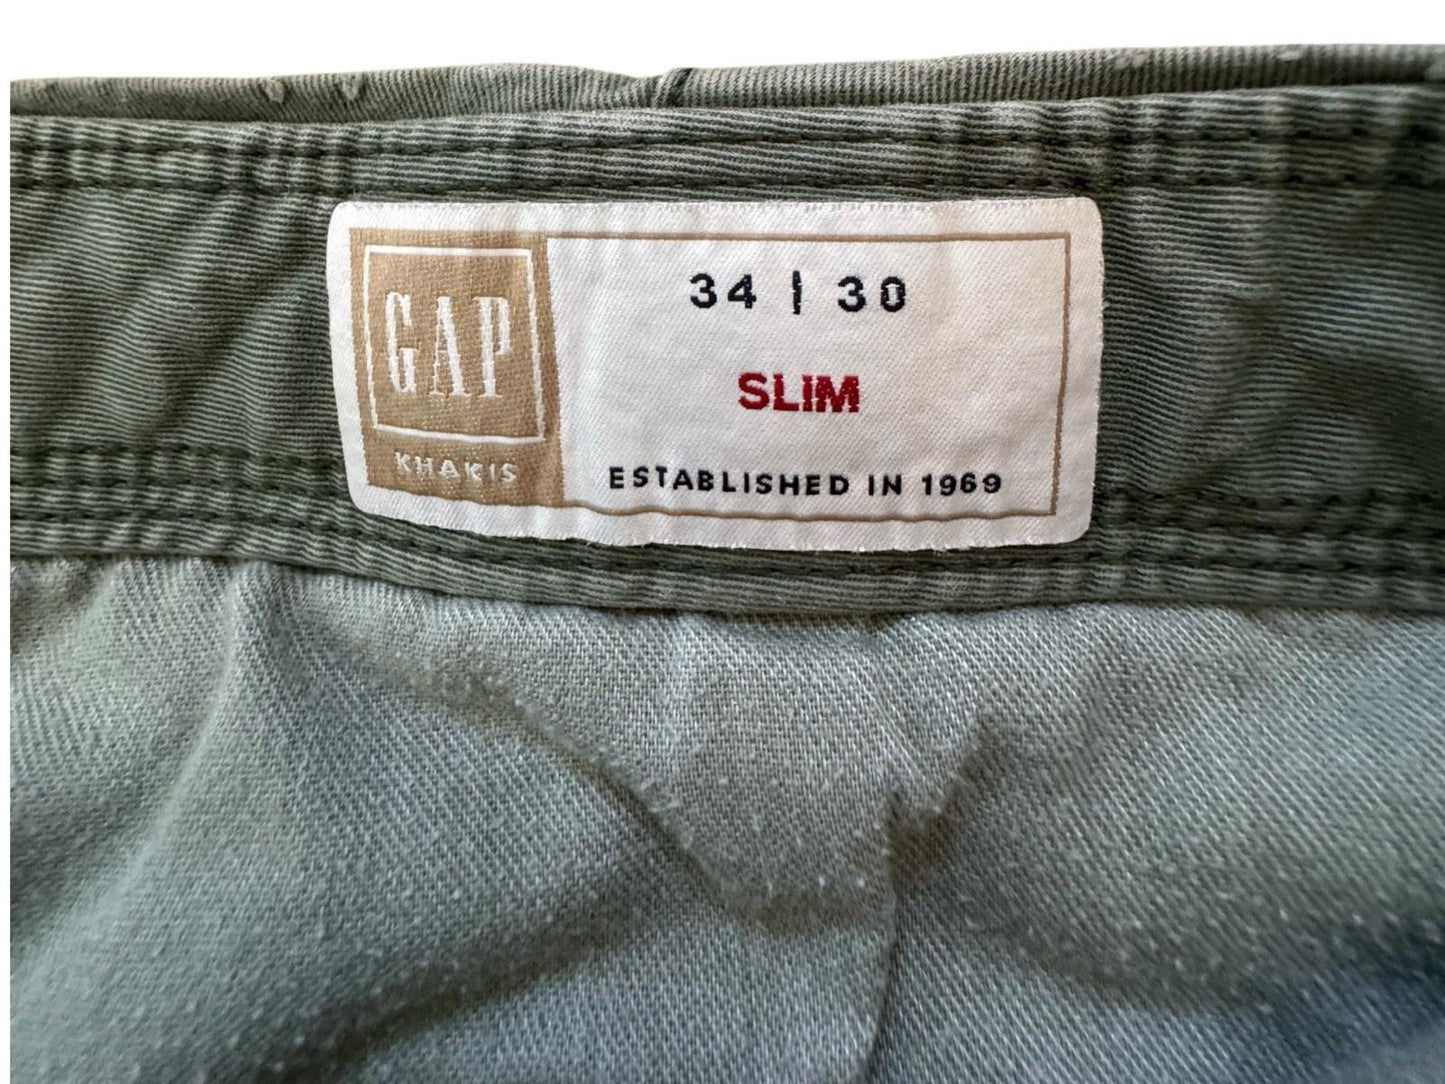 GAP
KHAKIS
34 | 30
SLIM
ESTABLISHED IN 1969